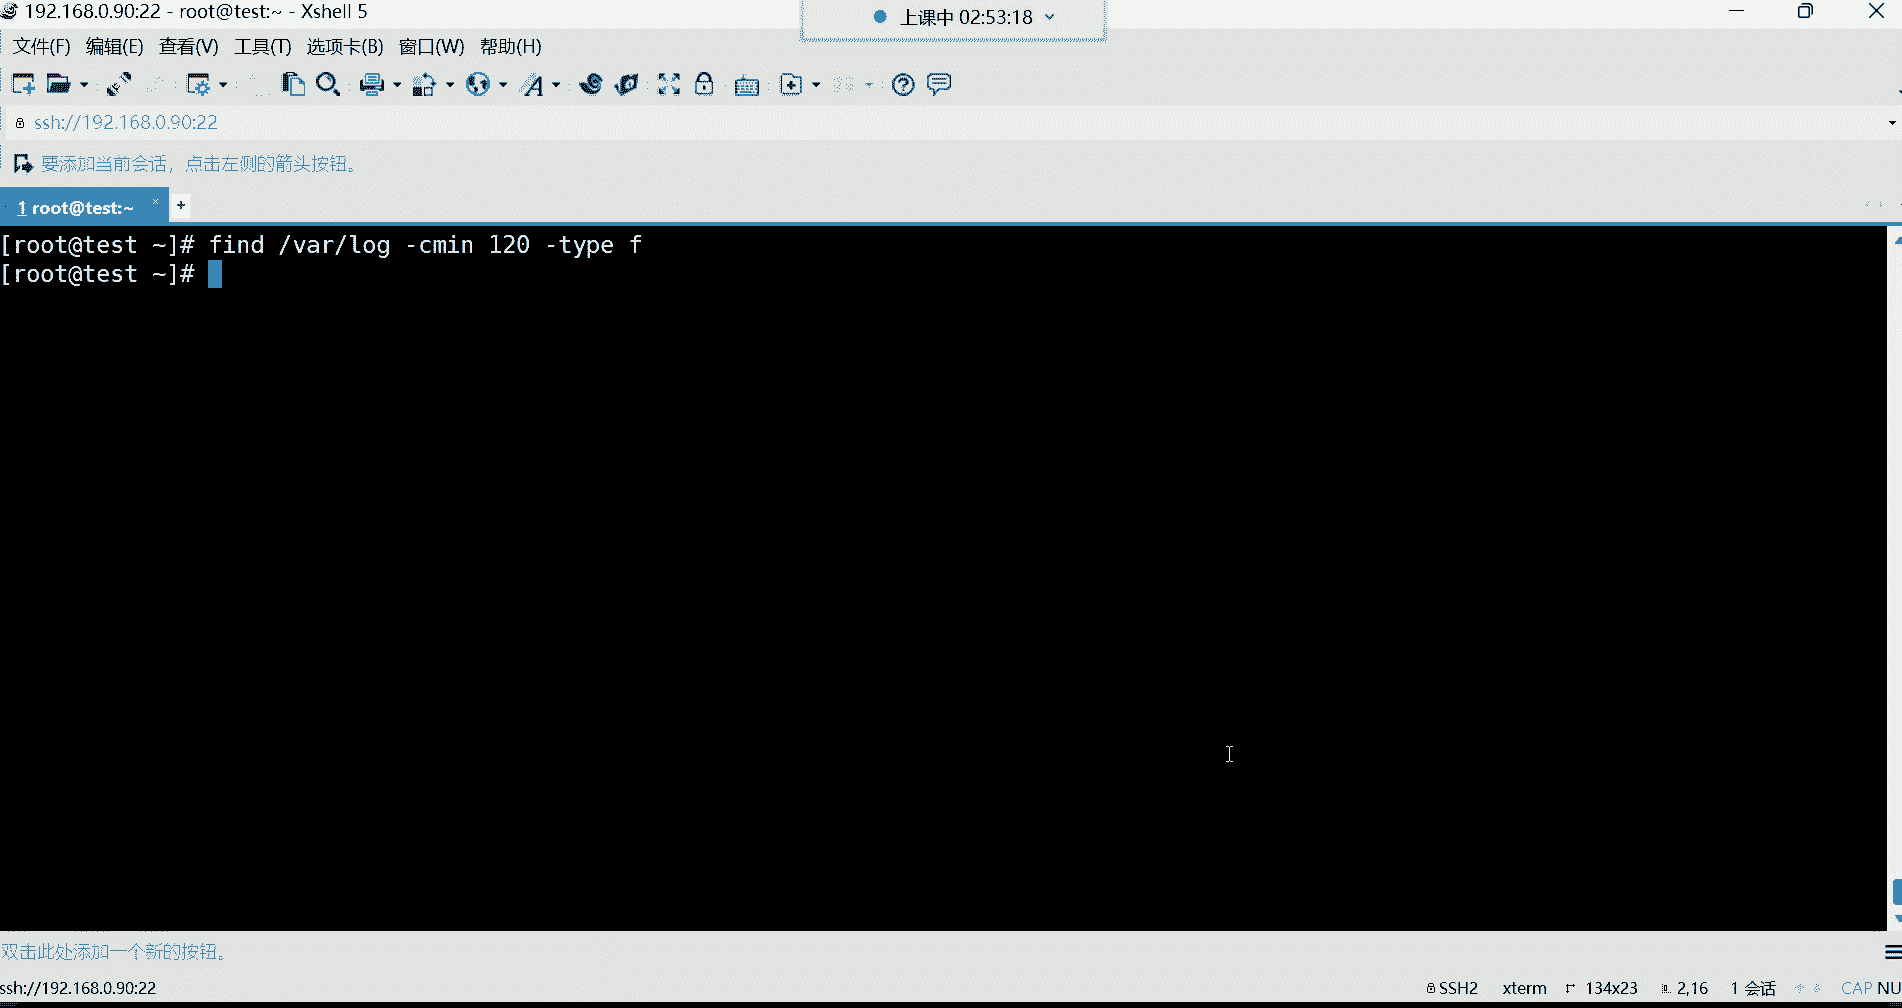 192.168.0.90:22 - root@test:~ - Xshell 5
上课中 02:53:18
文件(F) 编辑(E) 查看(V) 工具(T) 选项卡(B) 窗口(W) 帮助(H)
ssh://192.168.0.90:22
要添加当前会话，点击左侧的箭头按钮。
1 root@test:~ × +
[root@test ~]# find /var/log -cmin 120 -type f
[root@test ~]#
双击此处添加一个新的按钮。
ssh://192.168.0.90:22 SSH2 xterm 134x23 2,16 1 会话 CAP NU